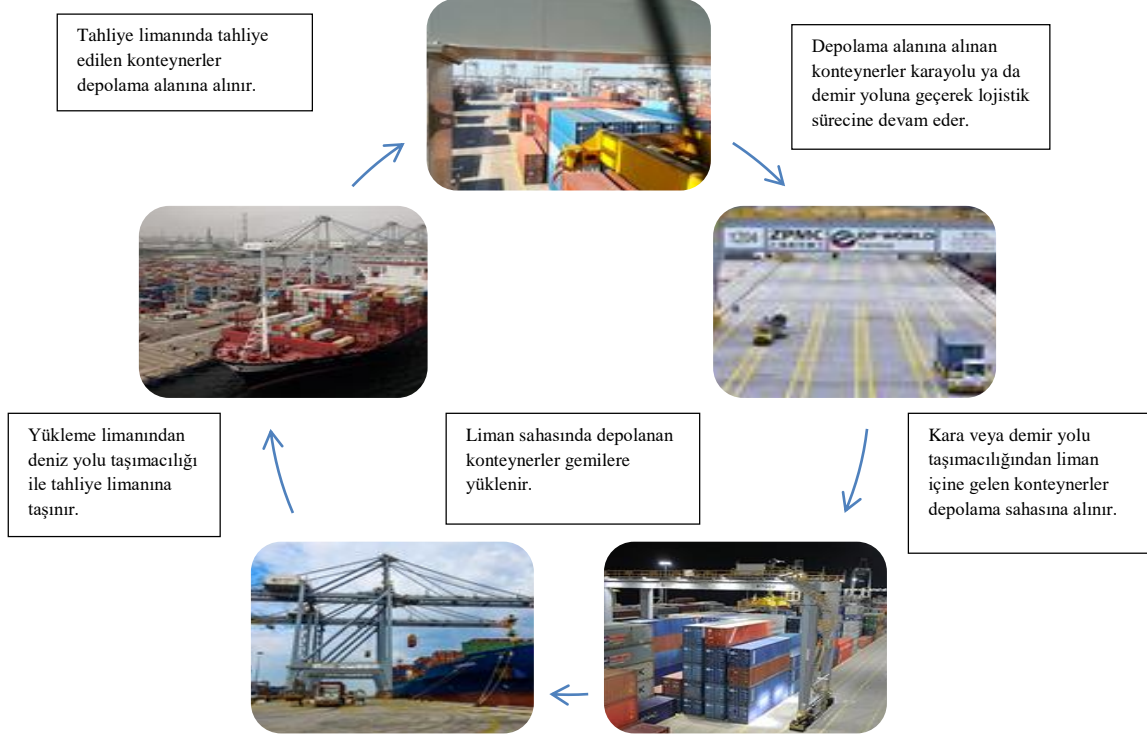 Tahliye limanında tahliye
edilen konteynerler
depolama alanına alınır.
Depolama alanına alınan
konteynerler karayolu ya da
demir yoluna geçerek lojistik
sürecine devam eder.
1204 ZPMC DP WORLD
Yükleme limanından
deniz yolu taşımacılığı
ile tahliye limanına
taşınır.
Liman sahasında depolanan
konteynerler gemilere
yüklenir.
Kara veya demir yolu
taşımacılığından liman
içine gelen konteynerler
depolama sahasına alınır.